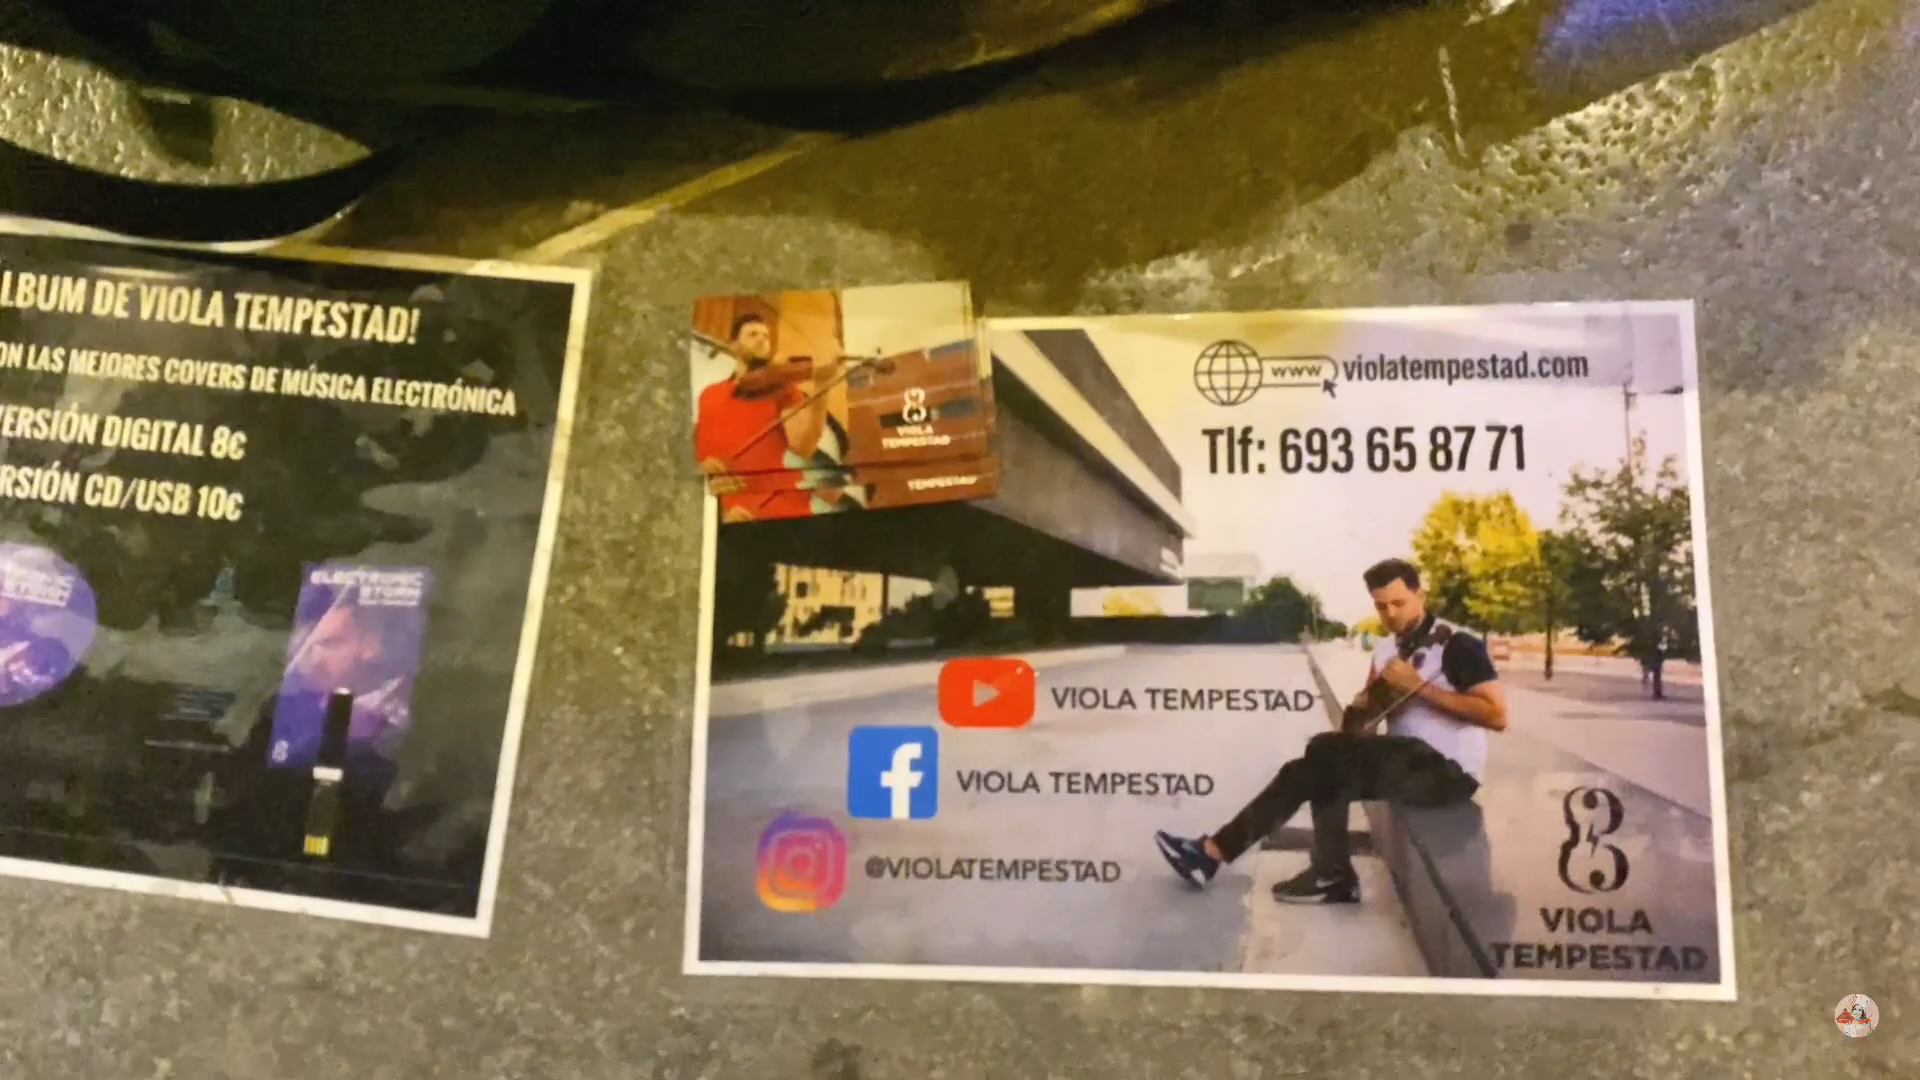 LBUM DE VIOLA TEMPESTAD!
ON LAS MEJORES COVERS DE MÚSICA ELECTRÓNICA
ERSIÓN DIGITAL 8€
RSIÓN CD/USB 10€
ELECTRONIC
STORM
VIOLA
TEMPESTAD
TEMPESTAD
www violatempestad.com
Tlf: 693 65 87 71
VIOLA TEMPESTAD
VIOLA TEMPESTAD
@VIOLATEMPESTAD
VIOLA
TEMPESTAD